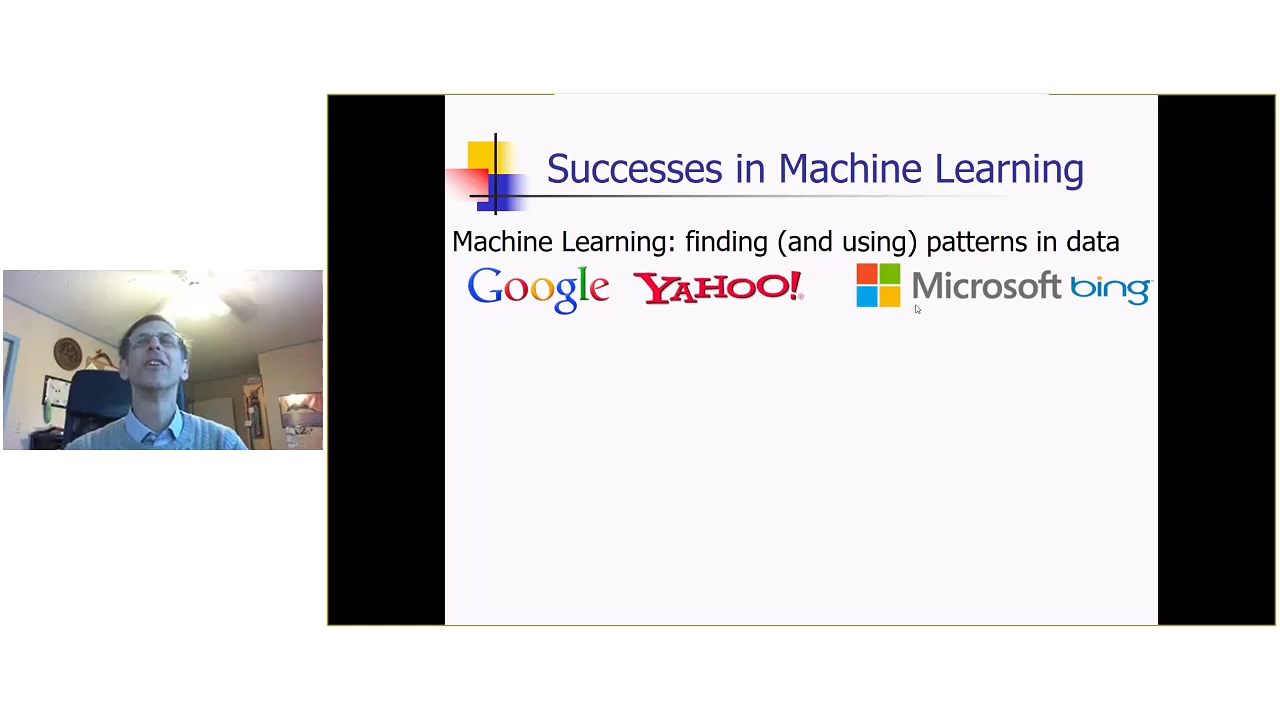 Successes in Machine Learning
Machine Learning: finding (and using) patterns in data
Google YAHOO! Microsoft bing